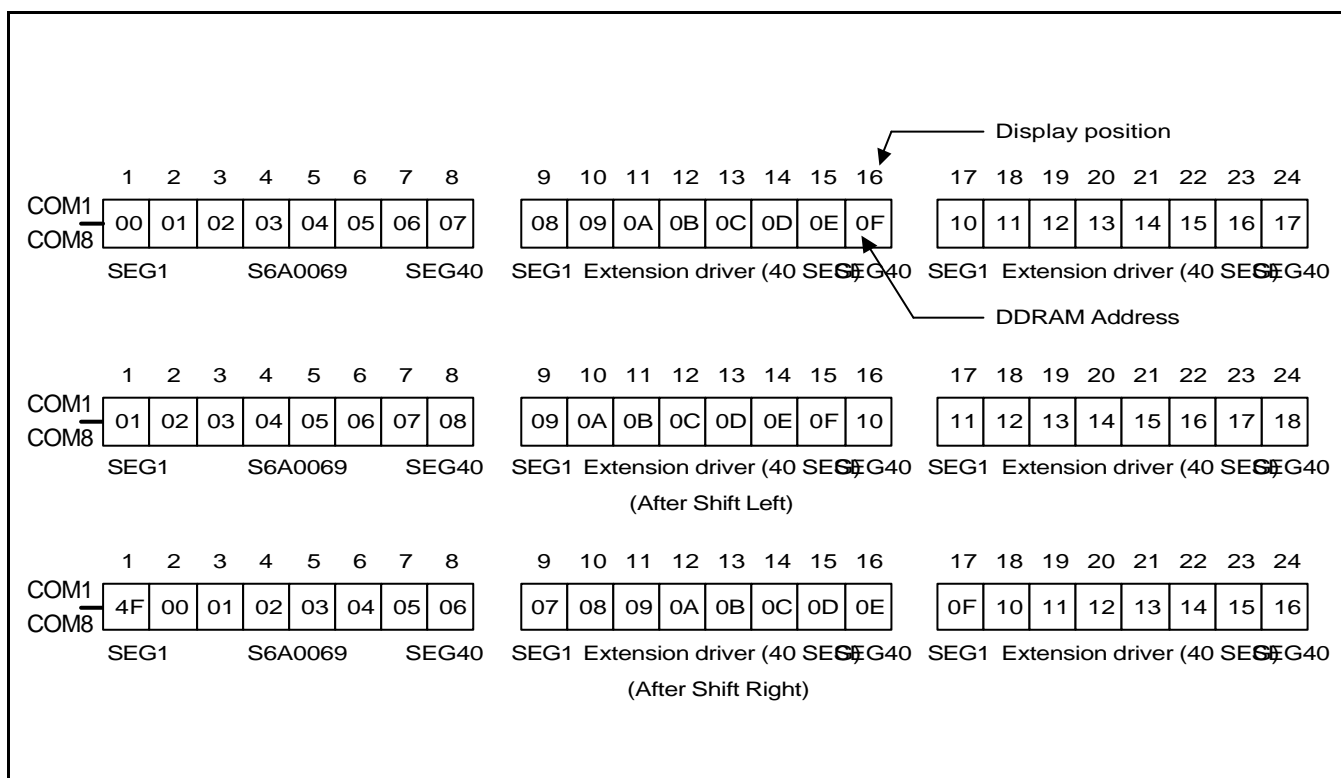 Display position
1 2 3 4 5 6 7 8 9 10 11 12 13 14 15 16 17 18 19 20 21 22 23 24
COM1
00 01 02 03 04 05 06 07 08 09 0A 0B 0C 0D 0E 0F 10 11 12 13 14 15 16 17
COM8
SEG1 S6A0069 SEG40 SEG1 Extension driver (40 SEG) SEG40 SEG1 Extension driver (40 SEG) SEG40
DDRAM Address
1 2 3 4 5 6 7 8 9 10 11 12 13 14 15 16 17 18 19 20 21 22 23 24
COM1
01 02 03 04 05 06 07 08 09 0A 0B 0C 0D 0E 0F 10 11 12 13 14 15 16 17 18
COM8
SEG1 S6A0069 SEG40 SEG1 Extension driver (40 SEG) SEG40 SEG1 Extension driver (40 SEG) SEG40
(After Shift Left)
1 2 3 4 5 6 7 8 9 10 11 12 13 14 15 16 17 18 19 20 21 22 23 24
COM1
4F 00 01 02 03 04 05 06 07 08 09 0A 0B 0C 0D 0E 0F 10 11 12 13 14 15 16
COM8
SEG1 S6A0069 SEG40 SEG1 Extension driver (40 SEG) SEG40 SEG1 Extension driver (40 SEG) SEG40
(After Shift Right)